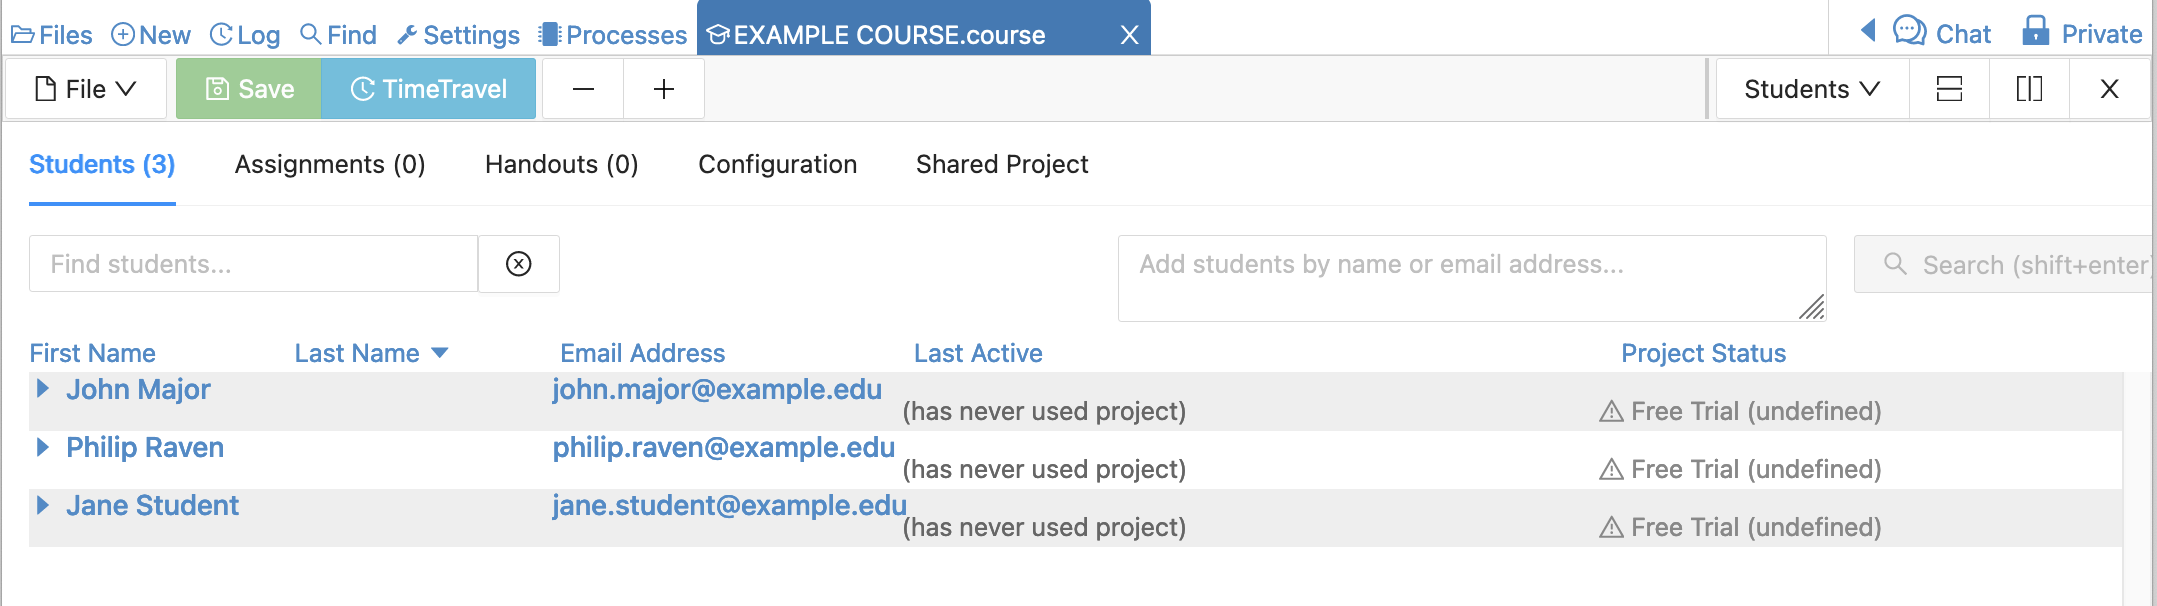 Files New Log Find Settings Processes EXAMPLE COURSE.course X Chat Private
File Save TimeTravel Students X
Students (3) Assignments (0) Handouts (0) Configuration Shared Project
Find students... Add students by name or email address... Search (shift+enter)
First Name Last Name Email Address Last Active Project Status
John Major john.major@example.edu (has never used project) Free Trial (undefined)
Philip Raven philip.raven@example.edu (has never used project) Free Trial (undefined)
Jane Student jane.student@example.edu (has never used project) Free Trial (undefined)